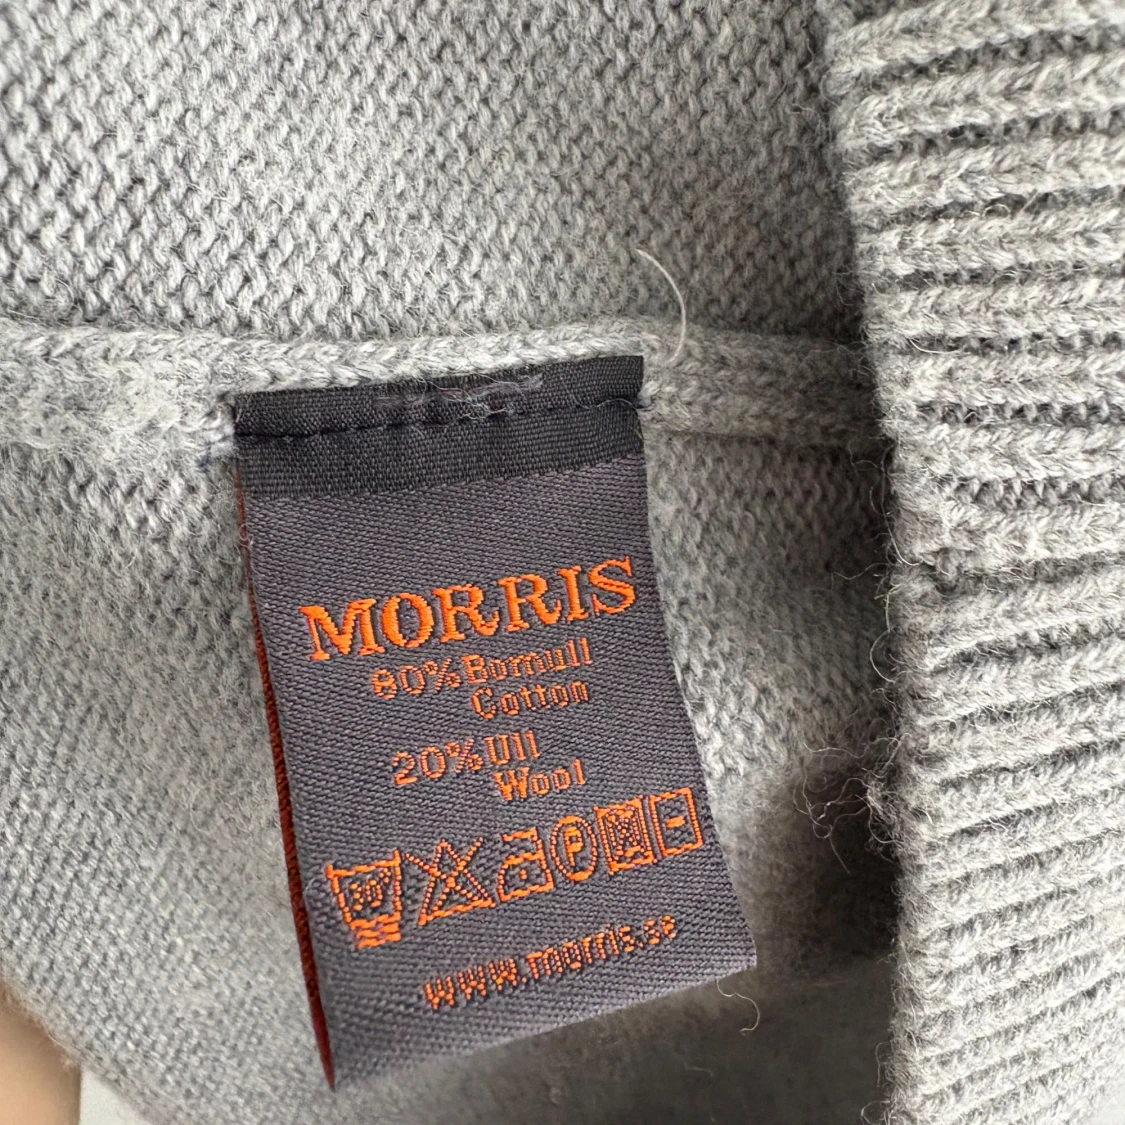 MORRIS
80% Bomull
Cotton
20% Ull
Wool
30°
P
www.morris.se